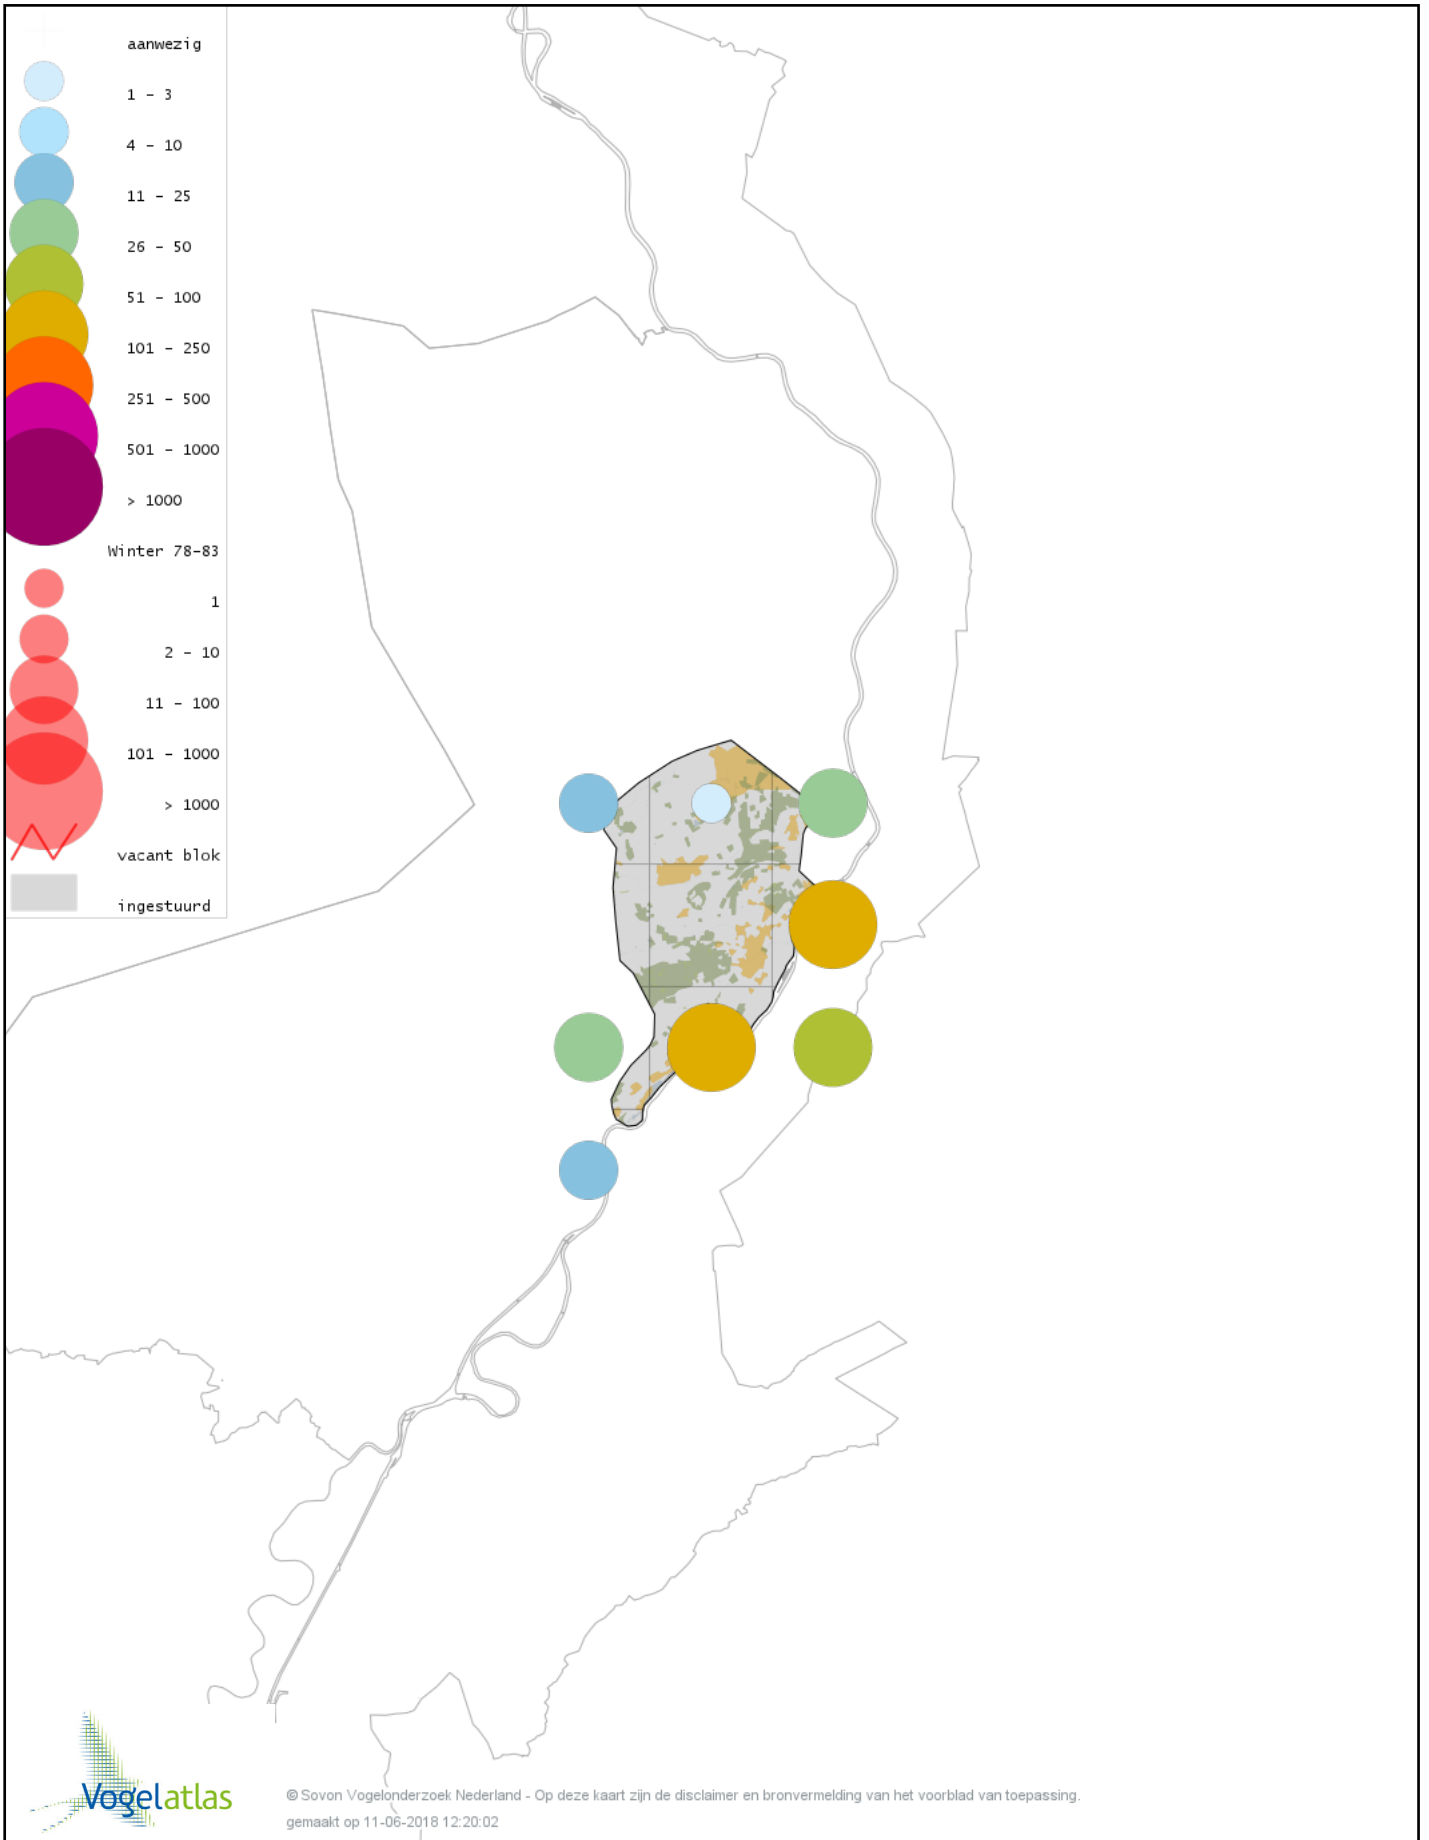 aanwezig
1 - 3
4 - 10
11 - 25
26 - 50
51 - 100
101 - 250
251 - 500
501 - 1000
> 1000
Winter 78-83
1
2 - 10
11 - 100
101 - 1000
> 1000
vacant blok
ingestuurd
Vogelatlas
© Sovon Vogelonderzoek Nederland - Op deze kaart zijn de disclaimer en bronvermelding van het voorblad van toepassing.
gemaakt op 11-06-2018 12:20:02